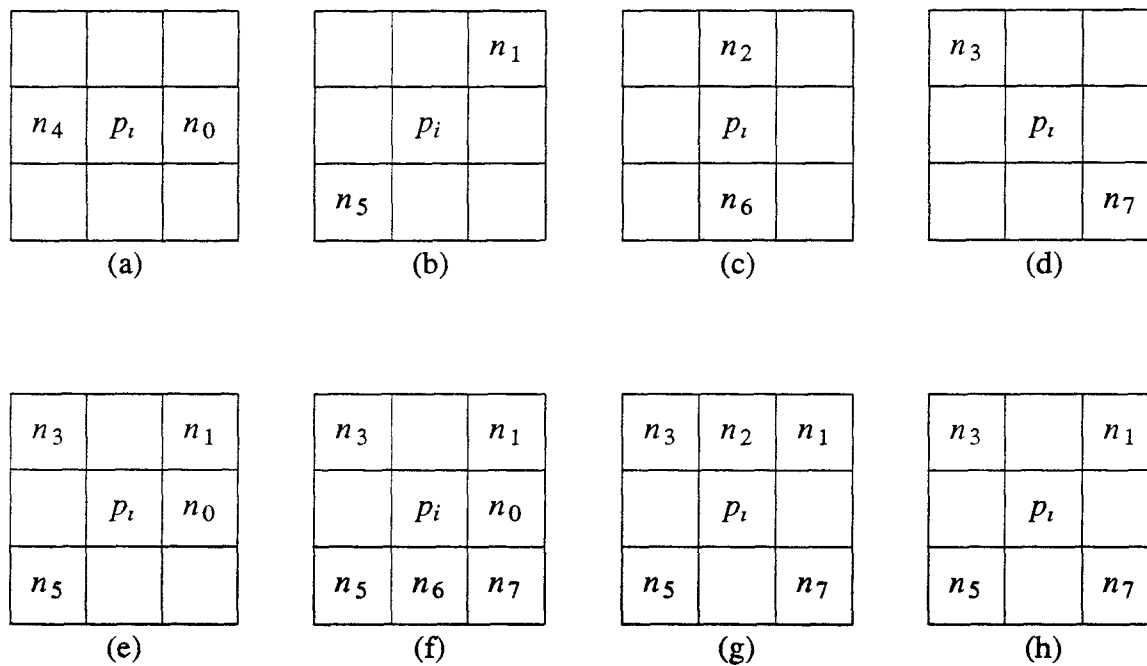 n₁ n₂ n₃
n₄ pᵢ n₀ pᵢ pᵢ pᵢ
n₅ n₆ n₇
(a) (b) (c) (d)
n₃ n₁ n₃ n₁ n₃ n₂ n₁ n₃ n₁
pᵢ n₀ pᵢ n₀ pᵢ pᵢ
n₅ n₅ n₆ n₇ n₅ n₇ n₅ n₇
(e) (f) (g) (h)